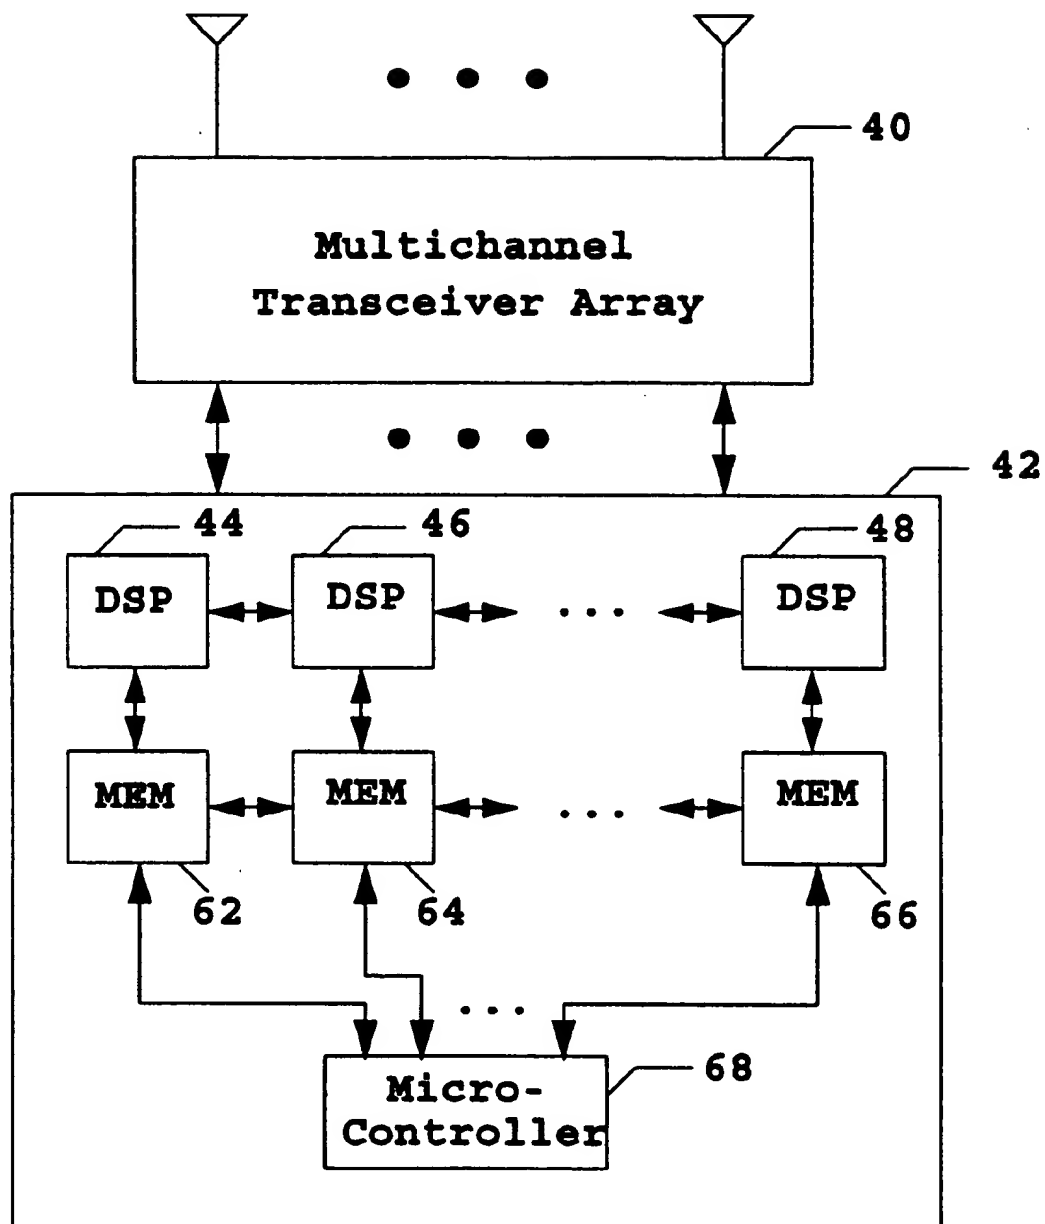 40
Multichannel
Transceiver Array
42
44 46 48
DSP DSP ... DSP
MEM MEM ... MEM
62 64 66
...
68
Micro-
Controller